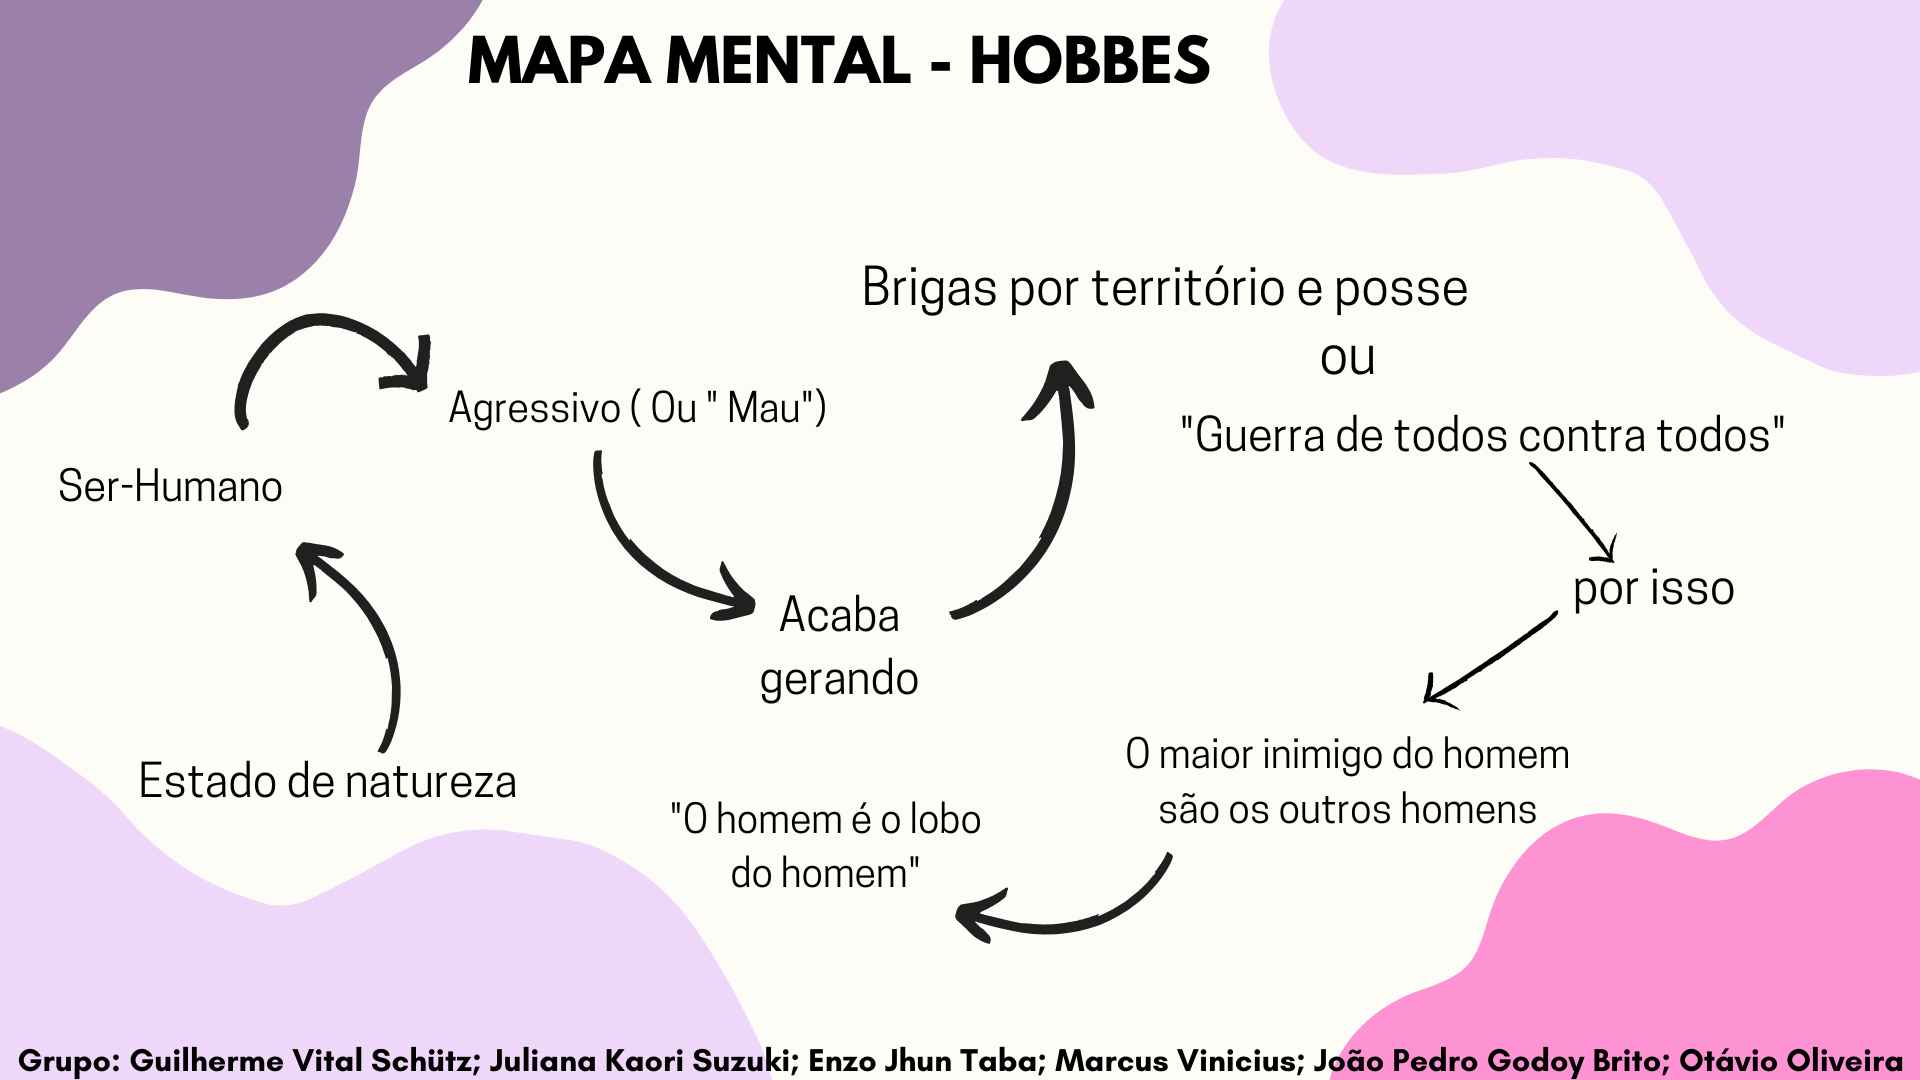 MAPA MENTAL - HOBBES
Brigas por território e posse
ou
"Guerra de todos contra todos"
Agressivo ( Ou " Mau")
Ser-Humano
por isso
Acaba
gerando
Estado de natureza
O maior inimigo do homem
são os outros homens
"O homem é o lobo
do homem"
Grupo: Guilherme Vital Schütz; Juliana Kaori Suzuki; Enzo Jhun Taba; Marcus Vinicius; João Pedro Godoy Brito; Otávio Oliveira